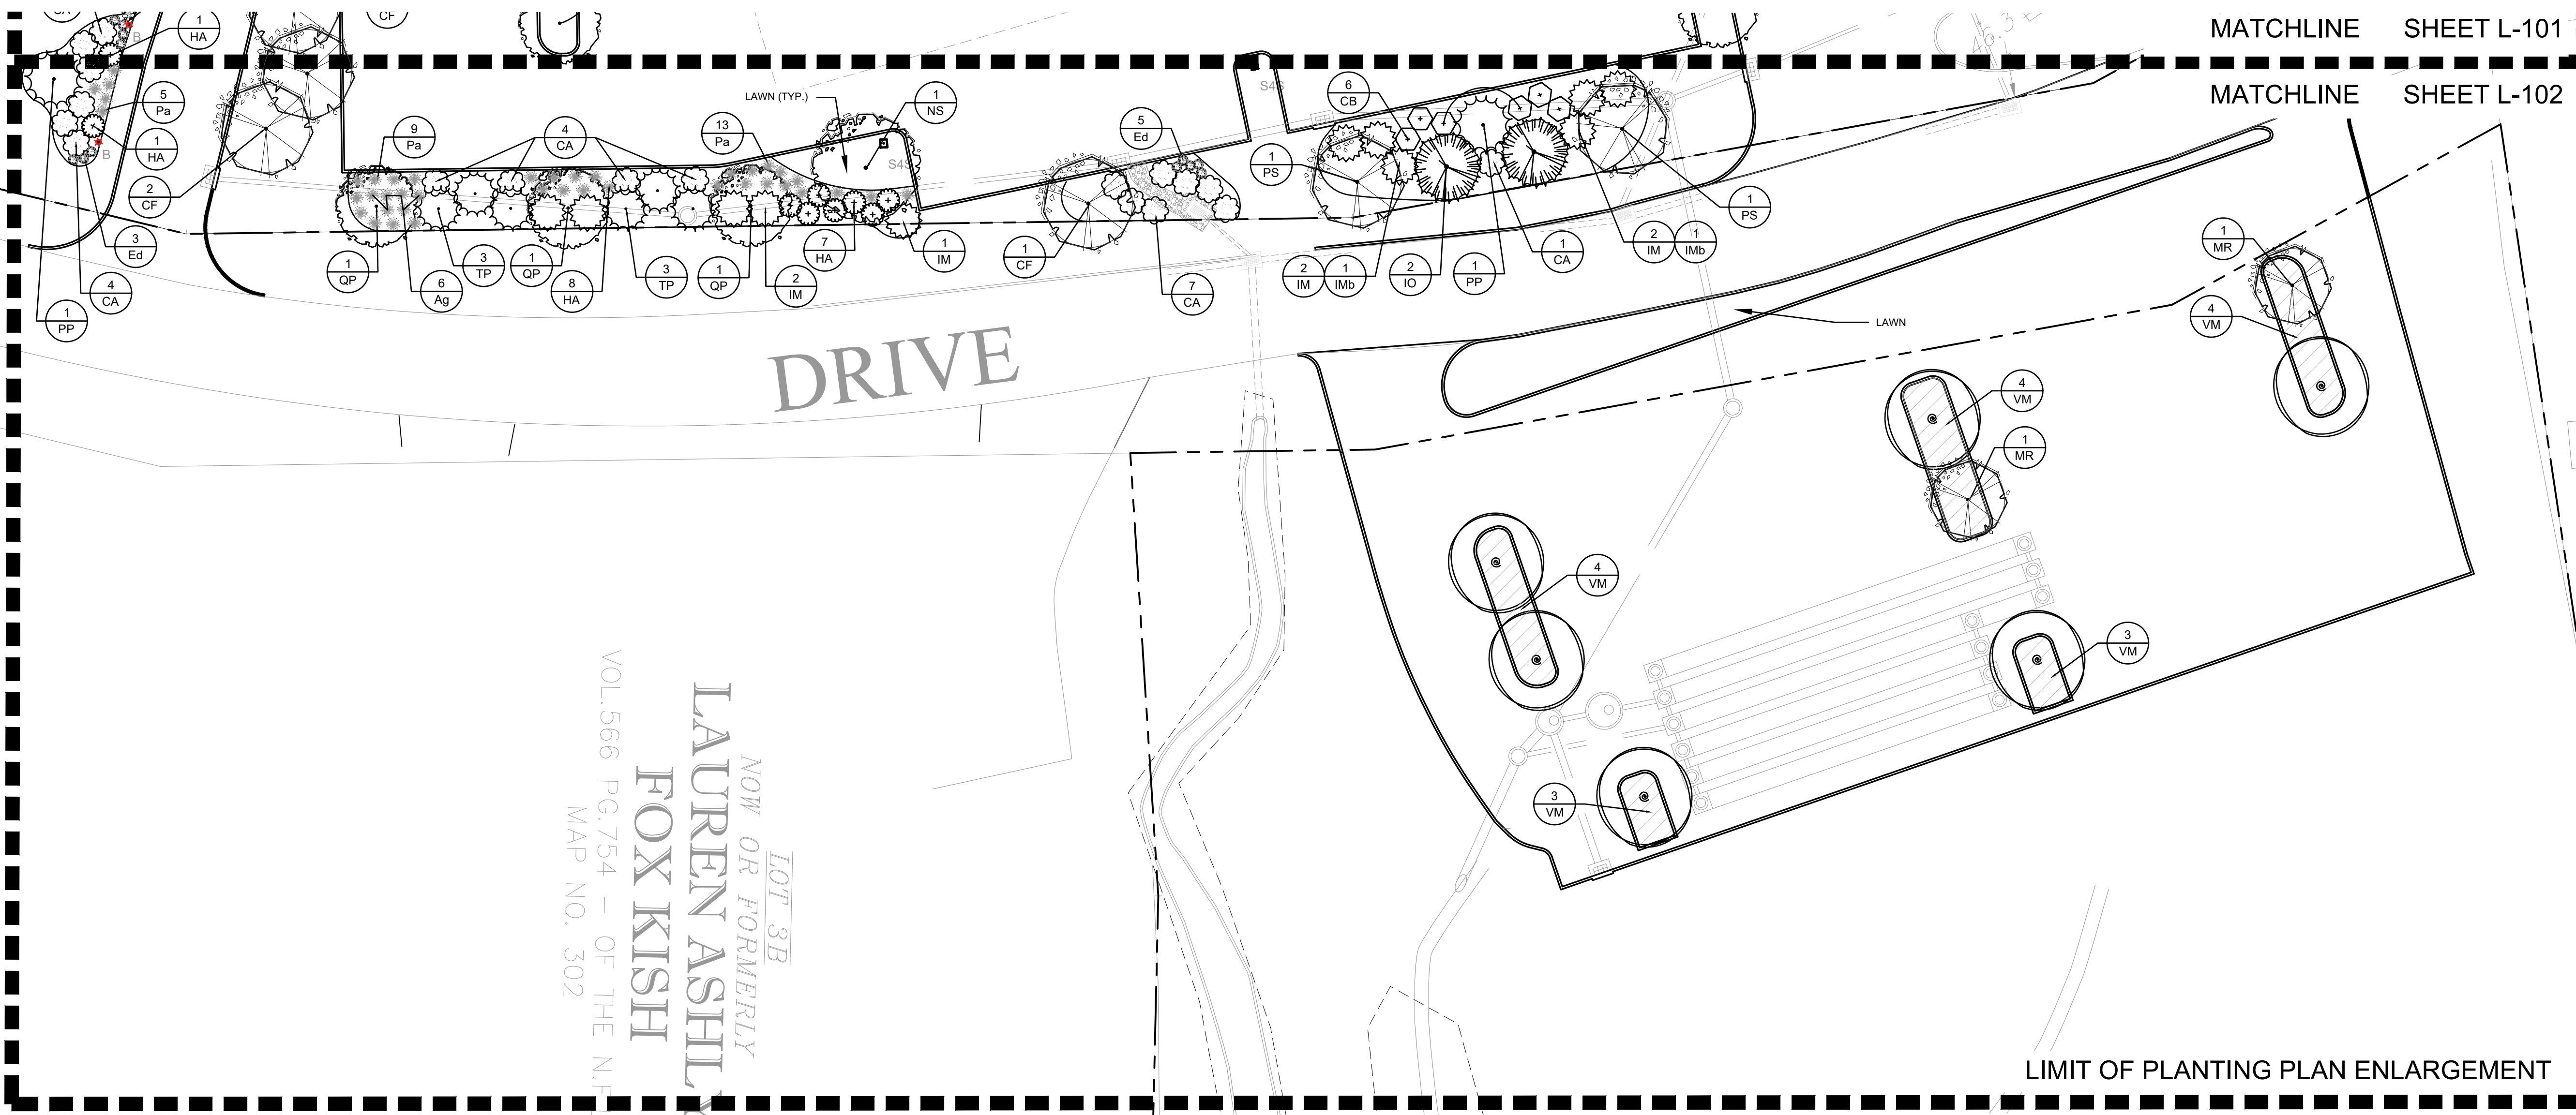 MATCHLINE SHEET L-101
MATCHLINE SHEET L-102
1
HA
CF
46.3
B
5
Pa
1
HA
B
2
CF
3
Ed
4
CA
1
PP
9
Pa
4
CA
13
Pa
LAWN (TYP.)
1
NS
S4S
1
QP
6
Ag
3
TP
1
QP
8
HA
3
TP
1
QP
2
IM
7
HA
1
IM
5
Ed
S4S
6
CB
1
PS
1
CF
7
CA
2
IM
1
IMb
2
IO
1
PP
1
CA
2
IM
1
IMb
1
PS
1
MR
4
VM
LAWN
DRIVE
4
VM
1
MR
4
VM
3
VM
3
VM
LOT 3B
NOW OR FORMERLY
LAUREN ASHLY
FOX KISH
VOL.566 PG.754 – OF THE N.F
MAP NO. 302
LIMIT OF PLANTING PLAN ENLARGEMENT